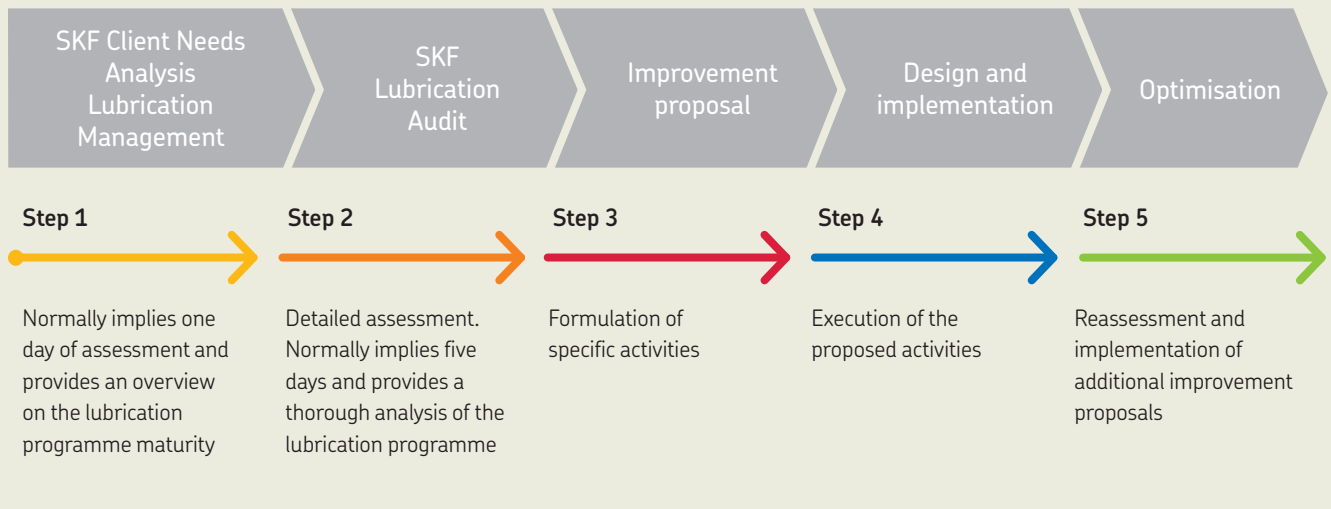 SKF Client Needs
Analysis
Lubrication
Management
SKF
Lubrication
Audit
Improvement
proposal
Design and
implementation
Optimisation
Step 1
Normally implies one
day of assessment and
provides an overview
on the lubrication
programme maturity
Step 2
Detailed assessment.
Normally implies five
days and provides a
thorough analysis of the
lubrication programme
Step 3
Formulation of
specific activities
Step 4
Execution of the
proposed activities
Step 5
Reassessment and
implementation of
additional improvement
proposals